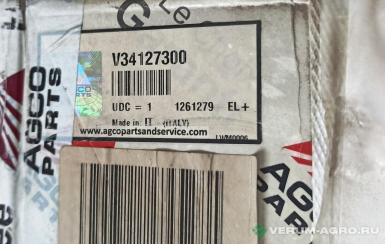 V34127300
UDC = 1 1261279 EL+
Made in: IT (ITALY)
www.agcopartsandservice.com
LWM0006
AGCO
PARTS
AGCO
PARTS
VERUM-AGRO.RU